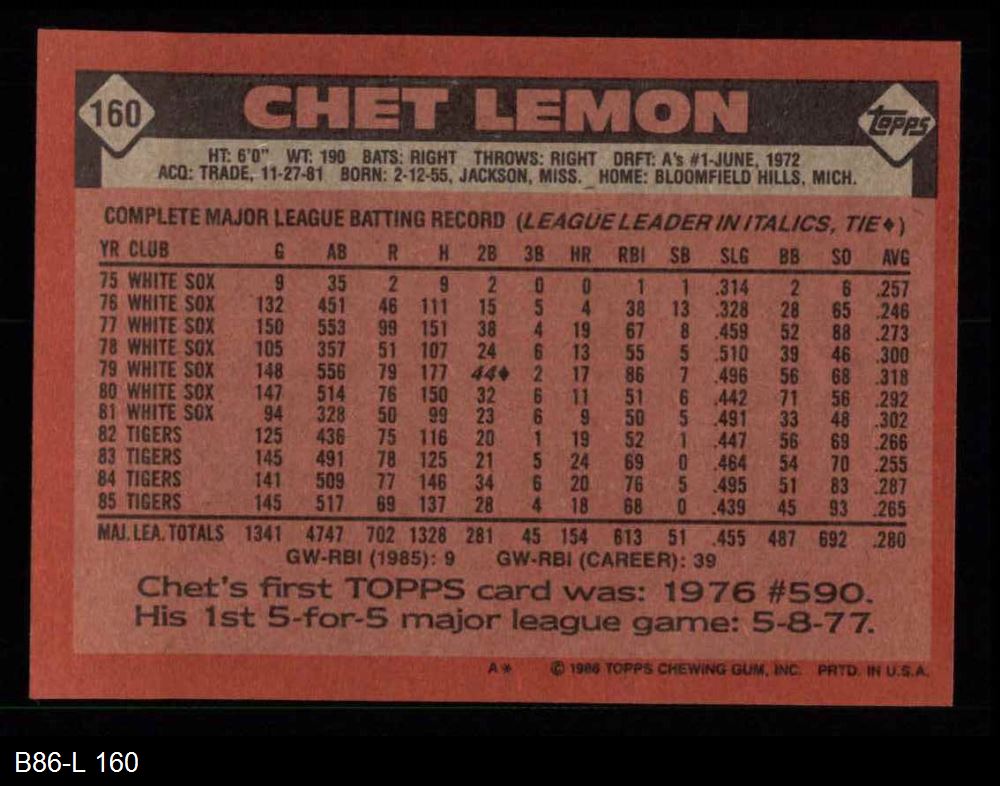 160 CHET LEMON Topps
HT: 6'0" WT: 190 BATS: RIGHT THROWS: RIGHT DRFT: A's #1-JUNE, 1972
ACQ: TRADE, 11-27-81 BORN: 2-12-55, JACKSON, MISS. HOME: BLOOMFIELD HILLS, MICH.
COMPLETE MAJOR LEAGUE BATTING RECORD (LEAGUE LEADER IN ITALICS, TIE♦)
YR CLUB G AB R H 2B 3B HR RBI SB SLG BB SO AVG
75 WHITE SOX 9 35 2 9 2 0 0 1 1 .314 2 6 .257
76 WHITE SOX 132 451 46 111 15 5 4 38 13 .328 28 65 .246
77 WHITE SOX 150 553 99 151 38 4 19 67 8 .459 52 88 .273
78 WHITE SOX 105 357 51 107 24 6 13 55 5 .510 39 46 .300
79 WHITE SOX 148 556 79 177 44♦ 2 17 86 7 .496 56 68 .318
80 WHITE SOX 147 514 76 150 32 6 11 51 6 .442 71 56 .292
81 WHITE SOX 94 328 50 99 23 6 9 50 5 .491 33 48 .302
82 TIGERS 125 436 75 116 20 1 19 52 1 .447 56 69 .266
83 TIGERS 145 491 78 125 21 5 24 69 0 .464 54 70 .255
84 TIGERS 141 509 77 146 34 6 20 76 5 .495 51 83 .287
85 TIGERS 145 517 69 137 28 4 18 68 0 .439 45 93 .265
MAJ. LEA. TOTALS 1341 4747 702 1328 281 45 154 613 51 .455 487 692 .280
GW-RBI (1985): 9 GW-RBI (CAREER): 39
Chet's first TOPPS card was: 1976 #590.
His 1st 5-for-5 major league game: 5-8-77.
A* © 1986 TOPPS CHEWING GUM, INC. PRTD. IN U.S.A.
B86-L 160